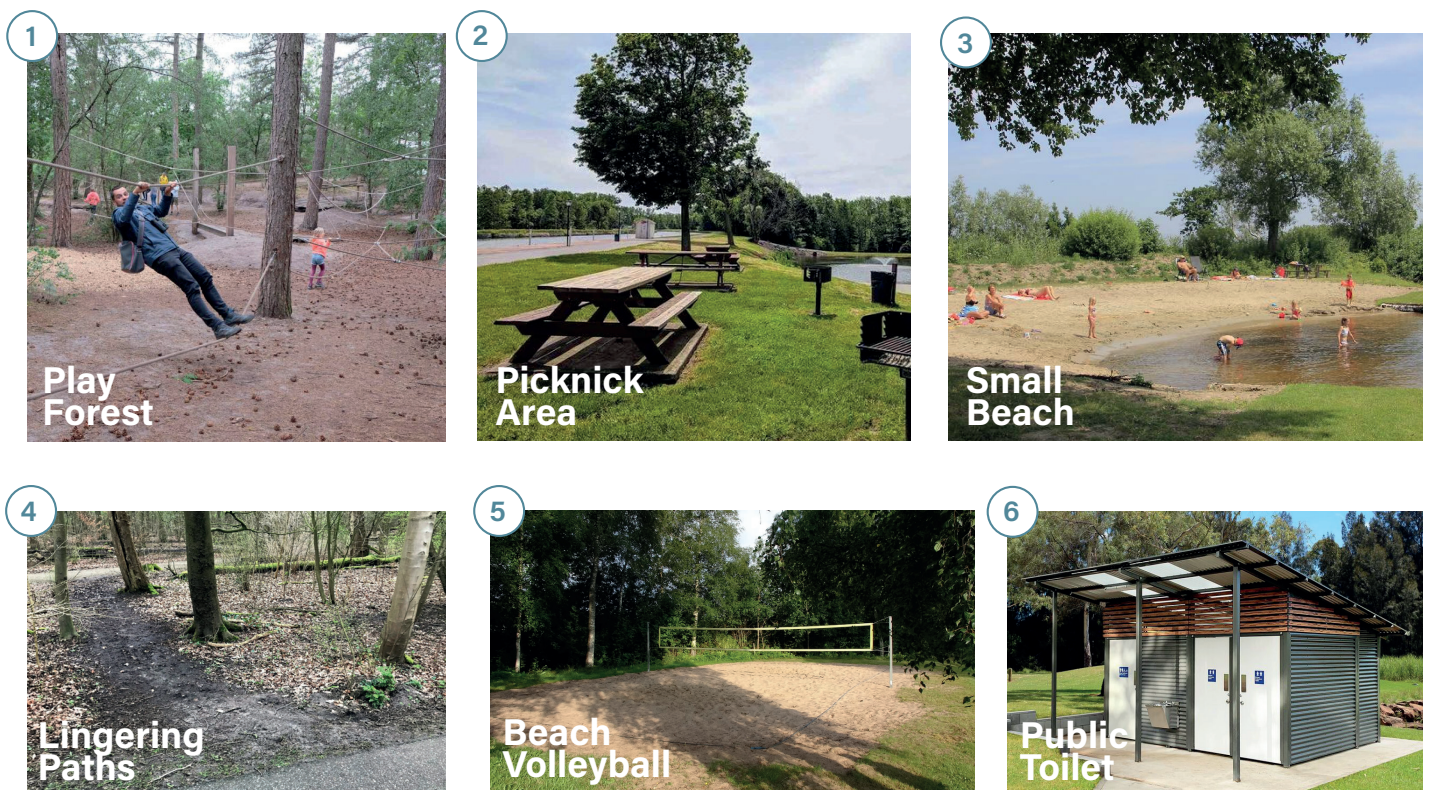 1
Play
Forest
2
Picknick
Area
3
Small
Beach
4
Lingering
Paths
5
Beach
Volleyball
6
Public
Toilet